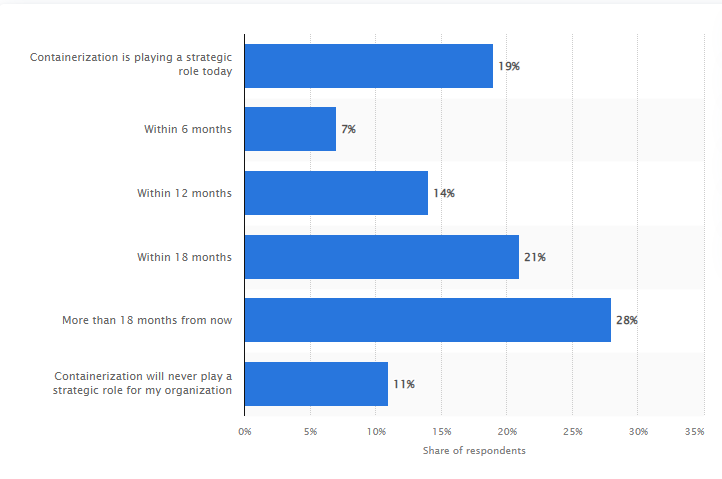 Containerization is playing a strategic
role today
19%
Within 6 months
7%
Within 12 months
14%
Within 18 months
21%
More than 18 months from now
28%
Containerization will never play a
strategic role for my organization
11%
0% 5% 10% 15% 20% 25% 30% 35%
Share of respondents